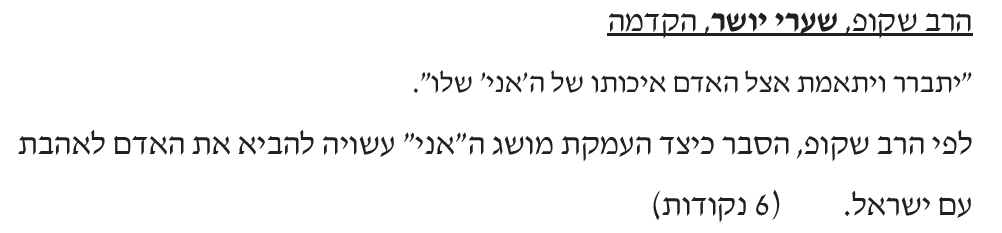 הרב שקופ, שערי יושר, הקדמה
"יתברר ויתאמת אצל האדם איכותו של ה'אני' שלו".
לפי הרב שקופ, הסבר כיצד העמקת מושג ה"אני" עשויה להביא את האדם לאהבת
עם ישראל. (6 נקודות)